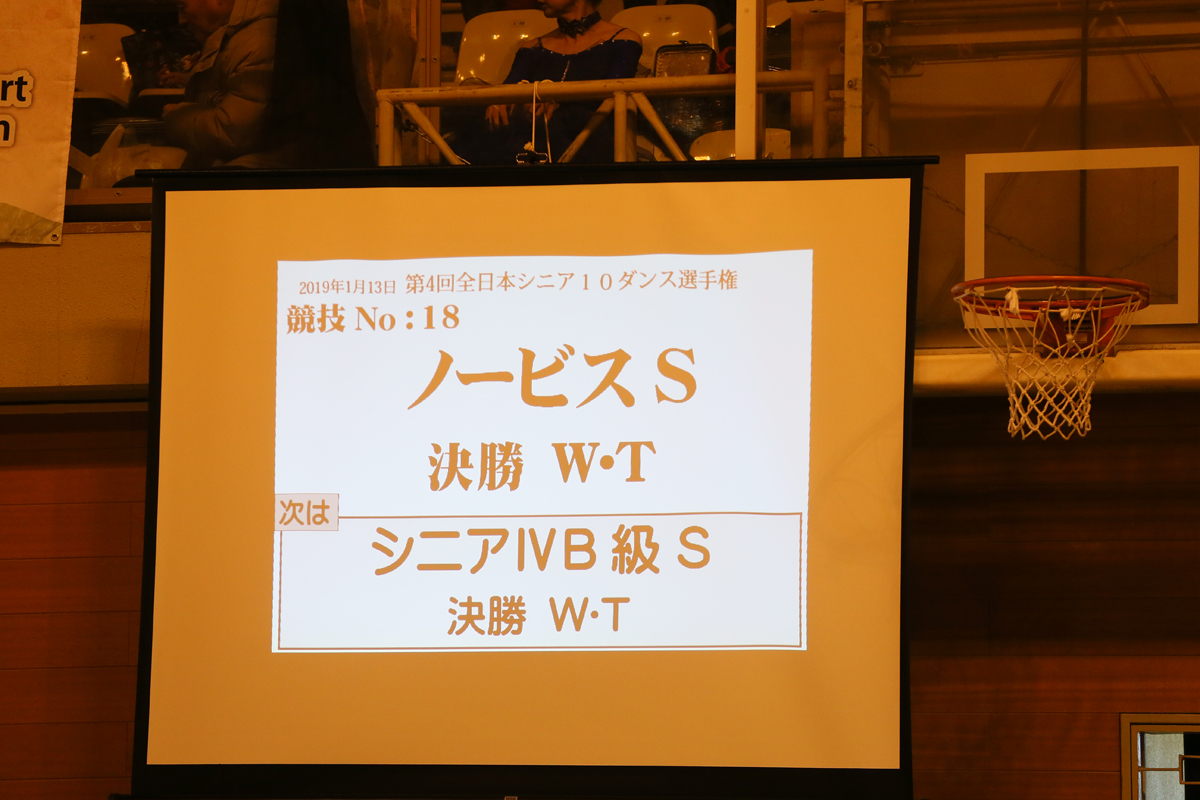 rt
n
2019年1月13日 第4回全日本シニア１０ダンス選手権
競技 No : 18
ノービス S
決勝 W・T
次は
シニアⅣB 級 S
決勝 W・T